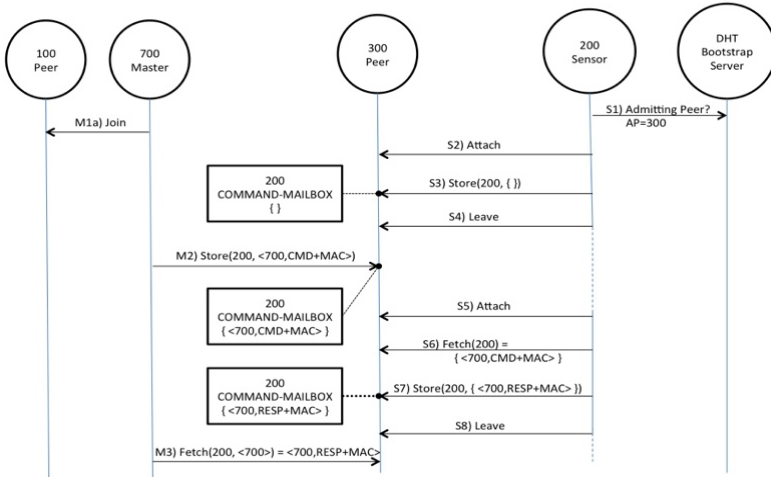 100
Peer
700
Master
300
Peer
200
Sensor
DHT
Bootstrap
Server
M1a) Join
S1) Admitting Peer?
AP=300
S2) Attach
200
COMMAND-MAILBOX
{ }
S3) Store(200, { })
S4) Leave
M2) Store(200, <700,CMD+MAC>)
200
COMMAND-MAILBOX
{ <700,CMD+MAC> }
S5) Attach
S6) Fetch(200) =
{ <700,CMD+MAC> }
200
COMMAND-MAILBOX
{ <700,RESP+MAC> }
S7) Store(200, { <700,RESP+MAC> })
S8) Leave
M3) Fetch(200, <700>) = <700,RESP+MAC>